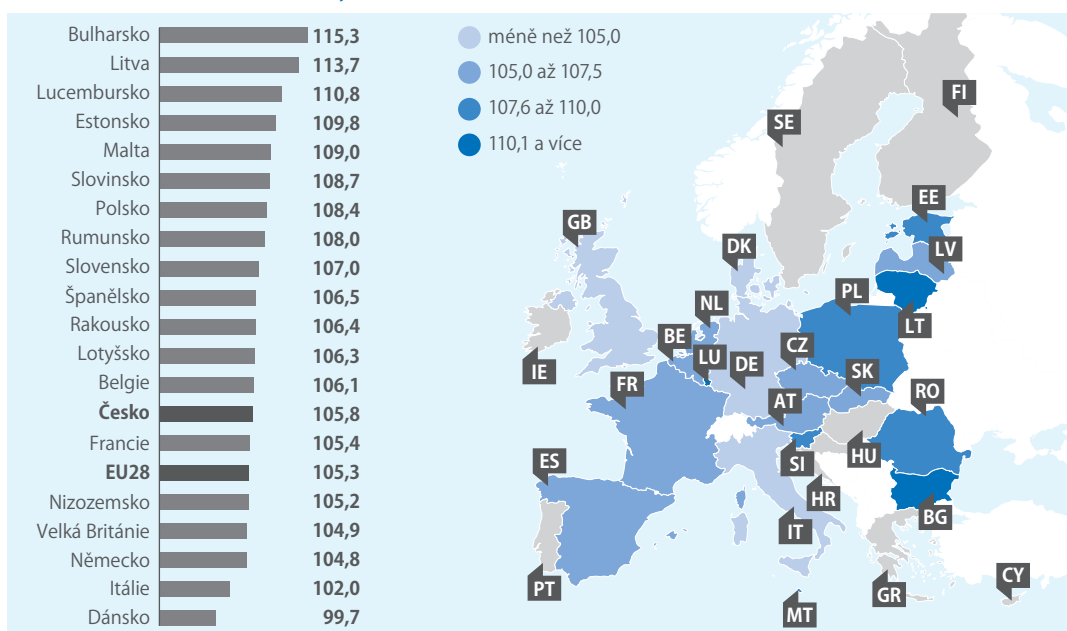 Bulharsko 115,3
Litva 113,7
Lucembursko 110,8
Estonsko 109,8
Malta 109,0
Slovinsko 108,7
Polsko 108,4
Rumunsko 108,0
Slovensko 107,0
Španělsko 106,5
Rakousko 106,4
Lotyšsko 106,3
Belgie 106,1
Česko 105,8
Francie 105,4
EU28 105,3
Nizozemsko 105,2
Velká Británie 104,9
Německo 104,8
Itálie 102,0
Dánsko 99,7
méně než 105,0
105,0 až 107,5
107,6 až 110,0
110,1 a více
FI
SE
EE
GB
DK
LV
PL
NL
LT
BE
CZ
LU
DE
IE
SK
FR
RO
AT
ES
SI
HU
HR
BG
IT
CY
PT
GR
MT